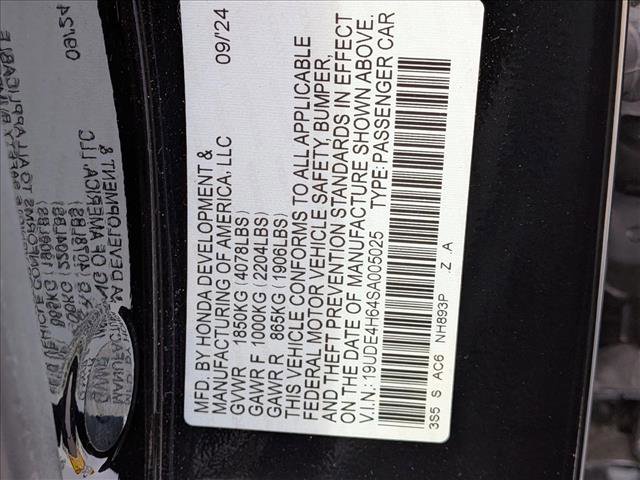 MFD. BY HONDA DEVELOPMENT & 09/'24
MANUFACTURING OF AMERICA, LLC
GVWR 1850KG (4078LBS)
GAWR F 1000KG (2204LBS)
GAWR R 865KG (1906LBS)
THIS VEHICLE CONFORMS TO ALL APPLICABLE
FEDERAL MOTOR VEHICLE SAFETY, BUMPER,
AND THEFT PREVENTION STANDARDS IN EFFECT
ON THE DATE OF MANUFACTURE SHOWN ABOVE.
V.I.N.: 19UDE4H64SA005025 TYPE: PASSENGER CAR
3S5 S AC6 NH893P .Z .A